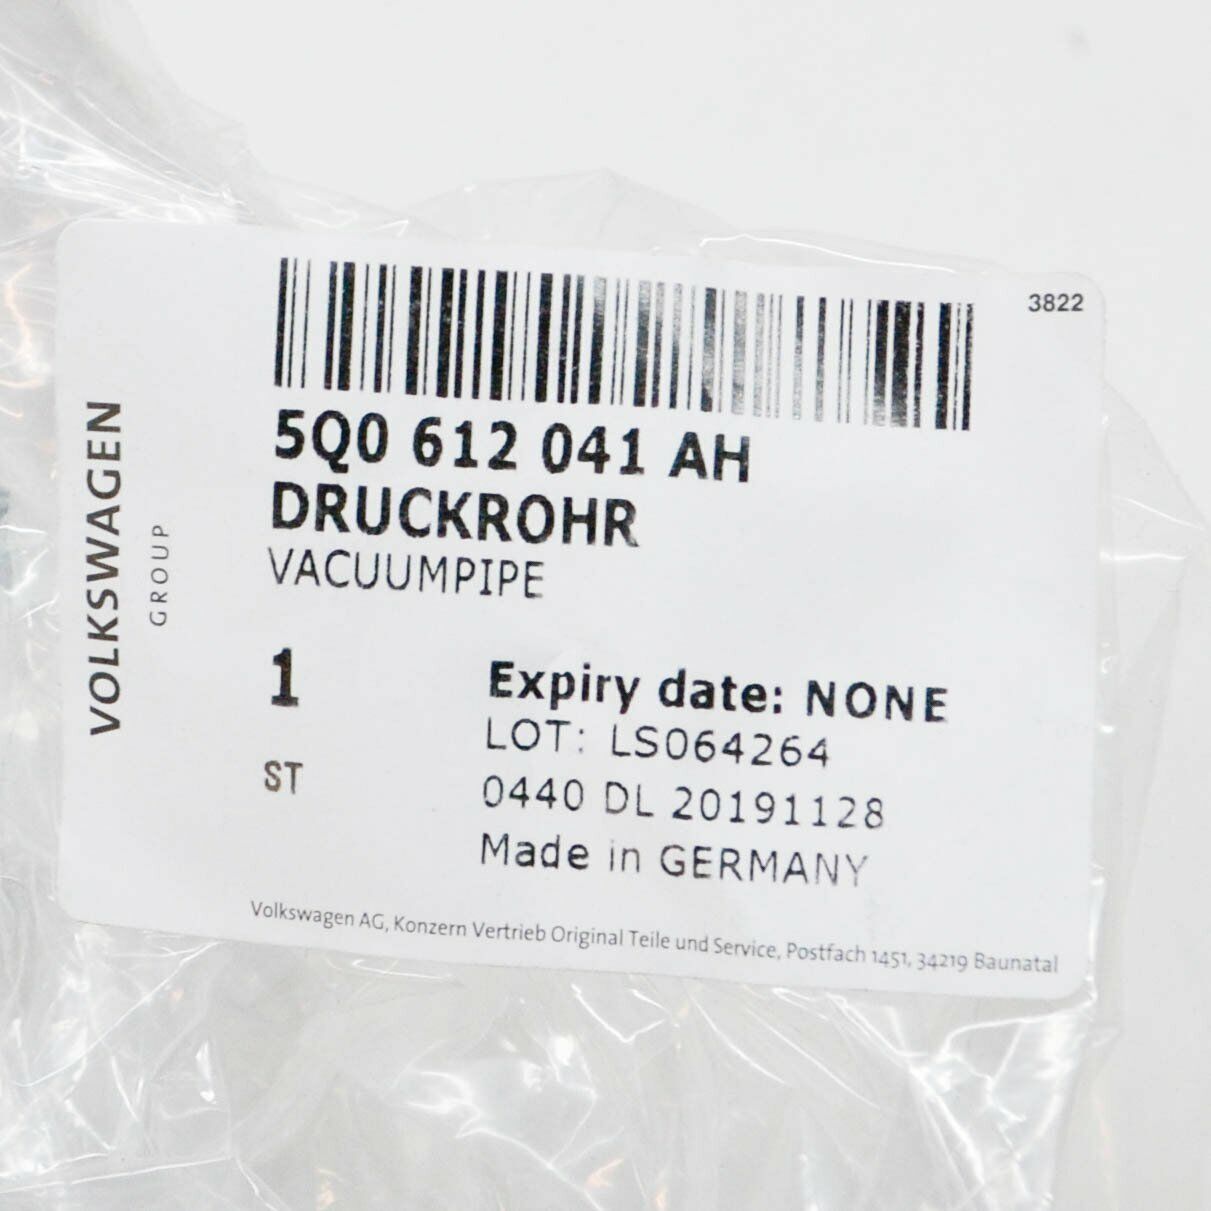 3822
5Q0 612 041 AH
DRUCKROHR
VACUUMPIPE
VOLKSWAGEN
GROUP
1
ST
Expiry date: NONE
LOT: LS064264
0440 DL 20191128
Made in GERMANY
Volkswagen AG, Konzern Vertrieb Original Teile und Service, Postfach 1451, 34219 Baunatal